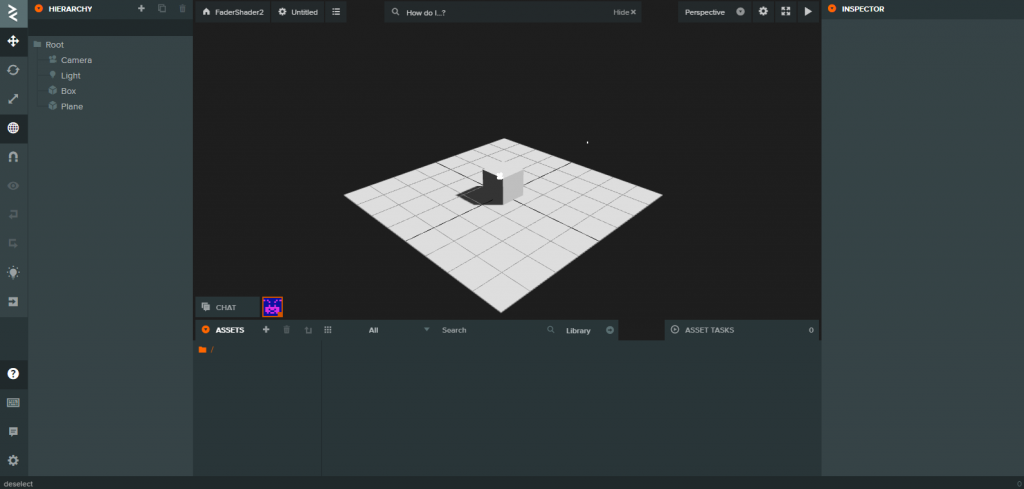 HIERARCHY
FaderShader2
Untitled
How do I...?
Hide
Perspective
INSPECTOR
Root
Camera
Light
Box
Plane
CHAT
ASSETS
All
Search
Library
ASSET TASKS
0
/
?
deselect
0